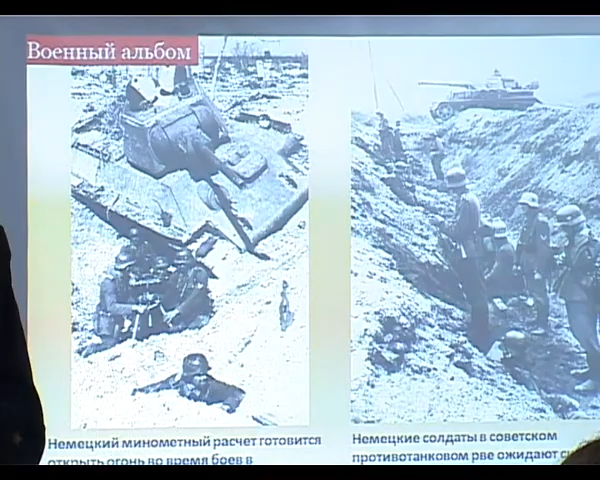 Военный альбом
Немецкий минометный расчет готовится
открыть огонь во время боев в
Немецкие солдаты в советском
противотанковом рве ожидают